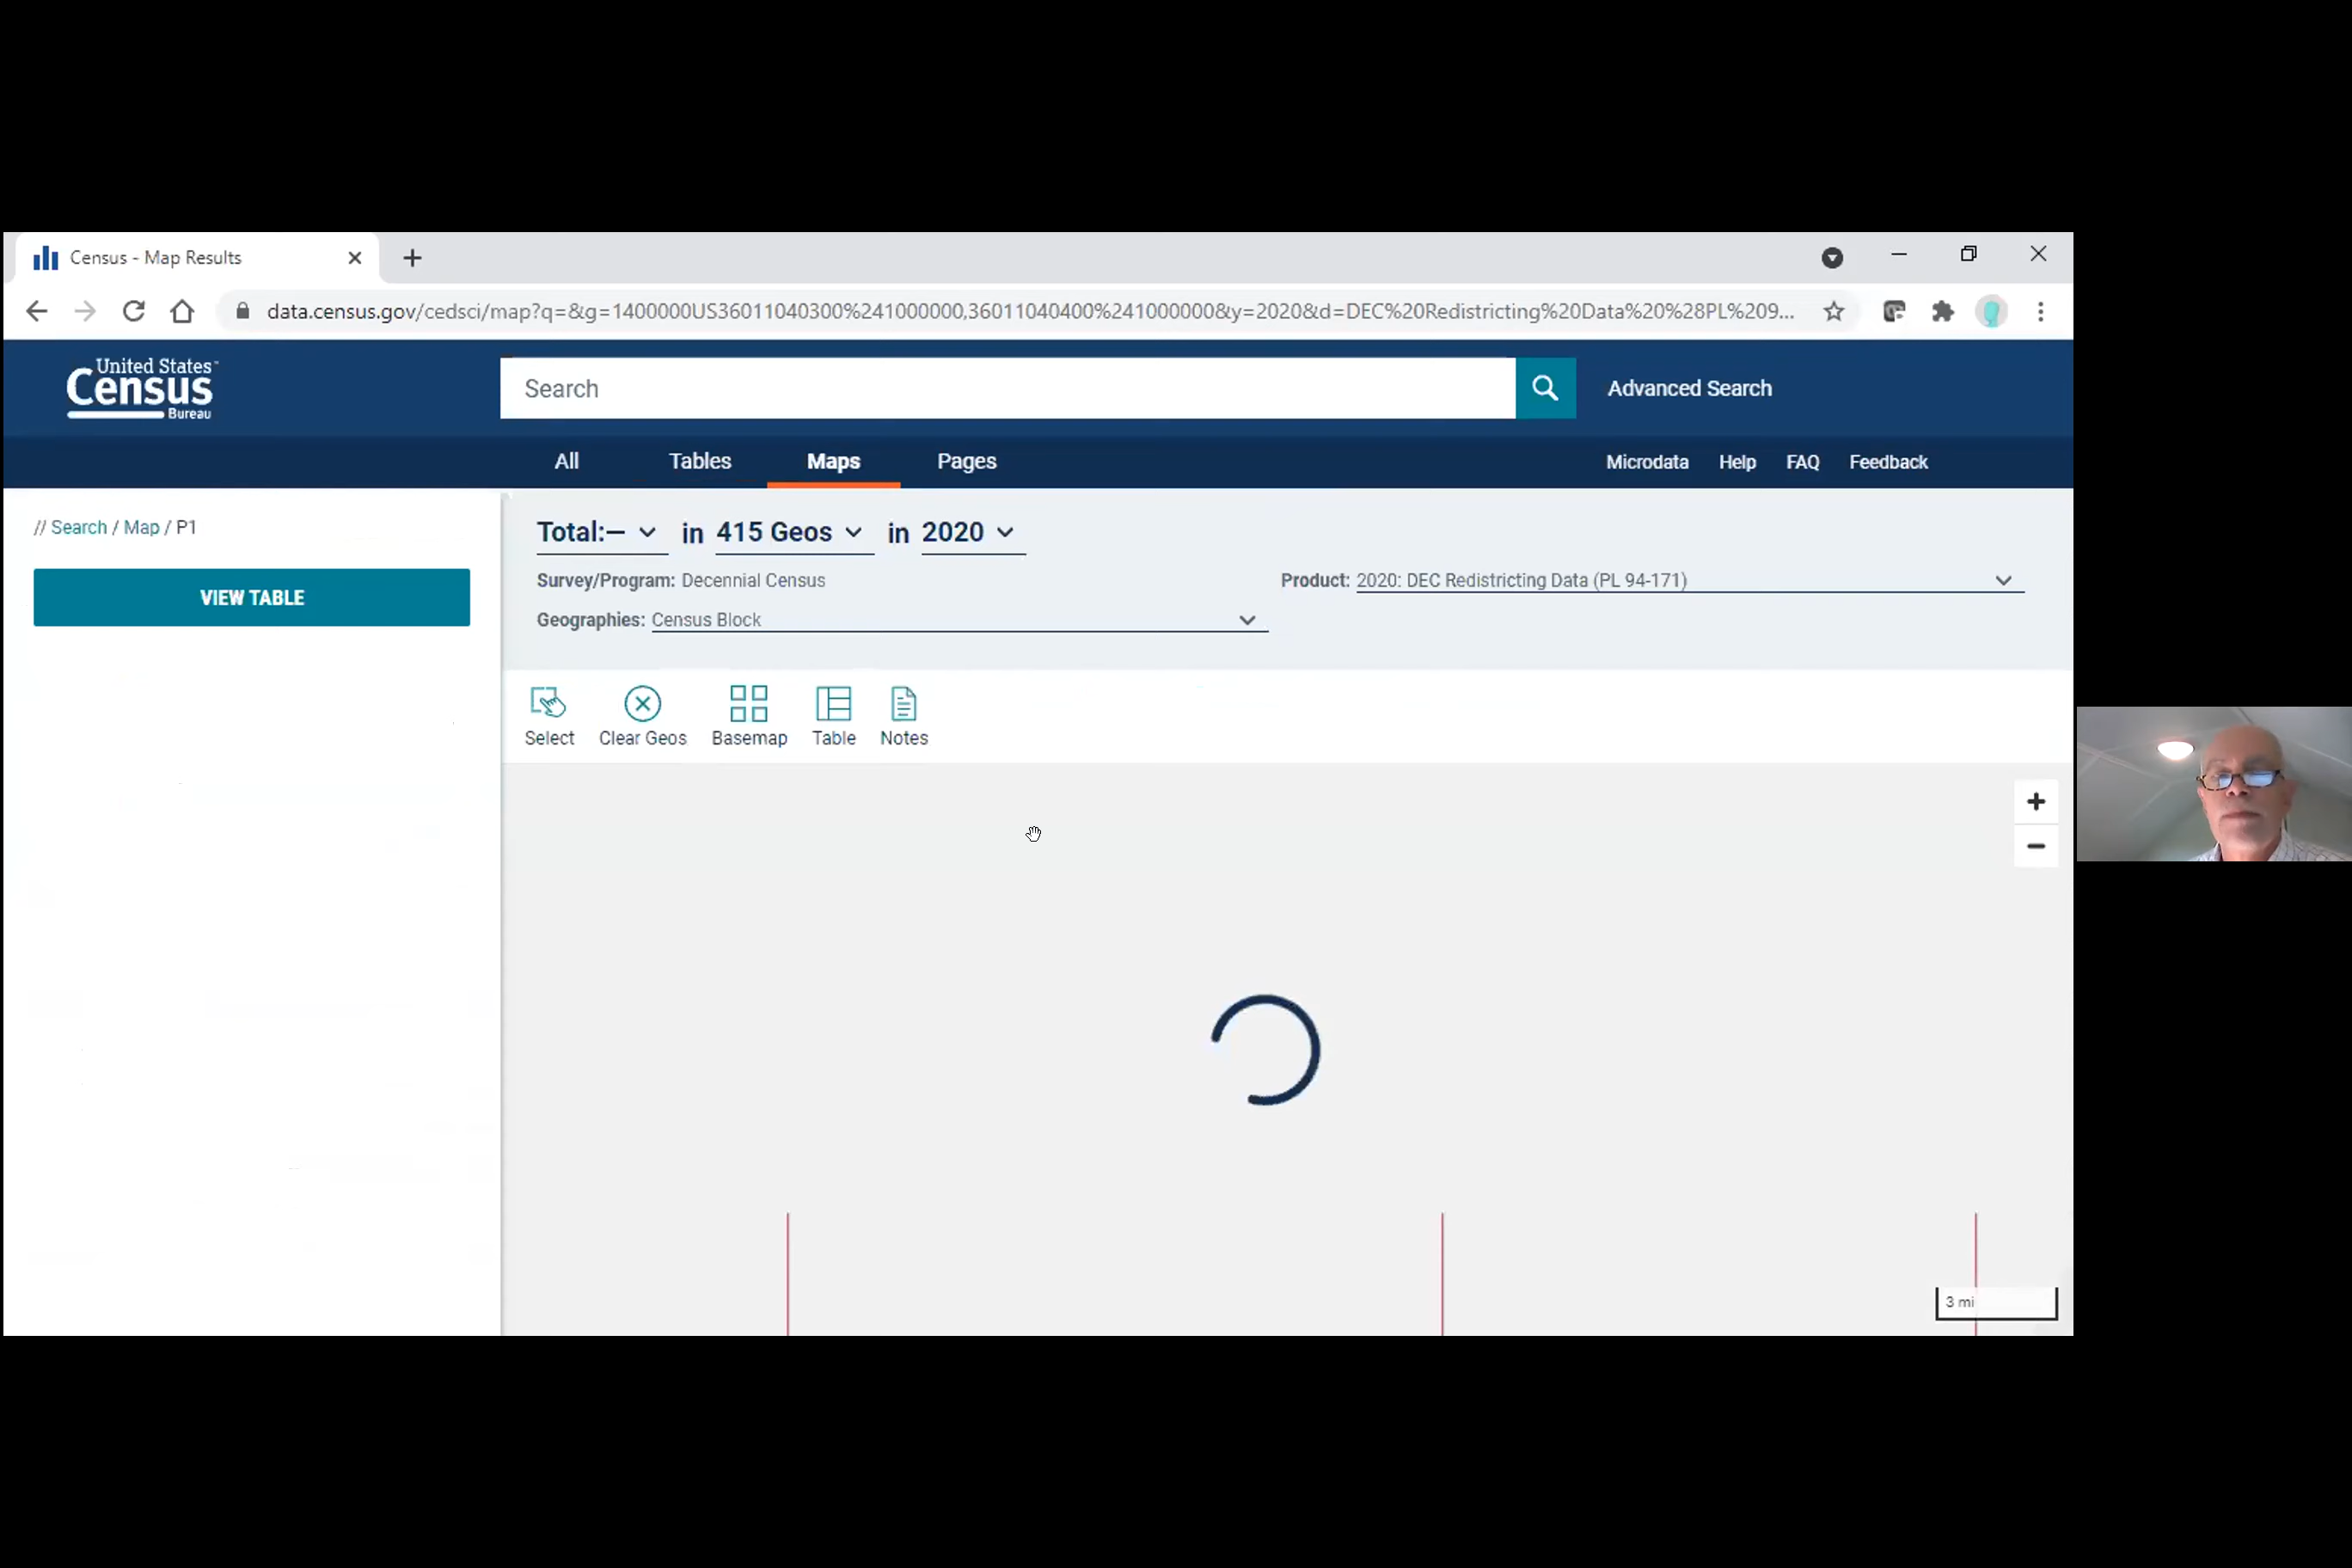 Census - Map Results
data.census.gov/cedsci/map?q=&g=1400000US36011040300%241000000,36011040400%241000000&y=2020&d=DEC%20Redistricting%20Data%20%28PL%209...
United States
Census
Bureau
Search
Advanced Search
All Tables Maps Pages
Microdata Help FAQ Feedback
// Search / Map / P1
VIEW TABLE
Total:— in 415 Geos in 2020
Survey/Program: Decennial Census
Product: 2020: DEC Redistricting Data (PL 94-171)
Geographies: Census Block
Select Clear Geos Basemap Table Notes
3 mi